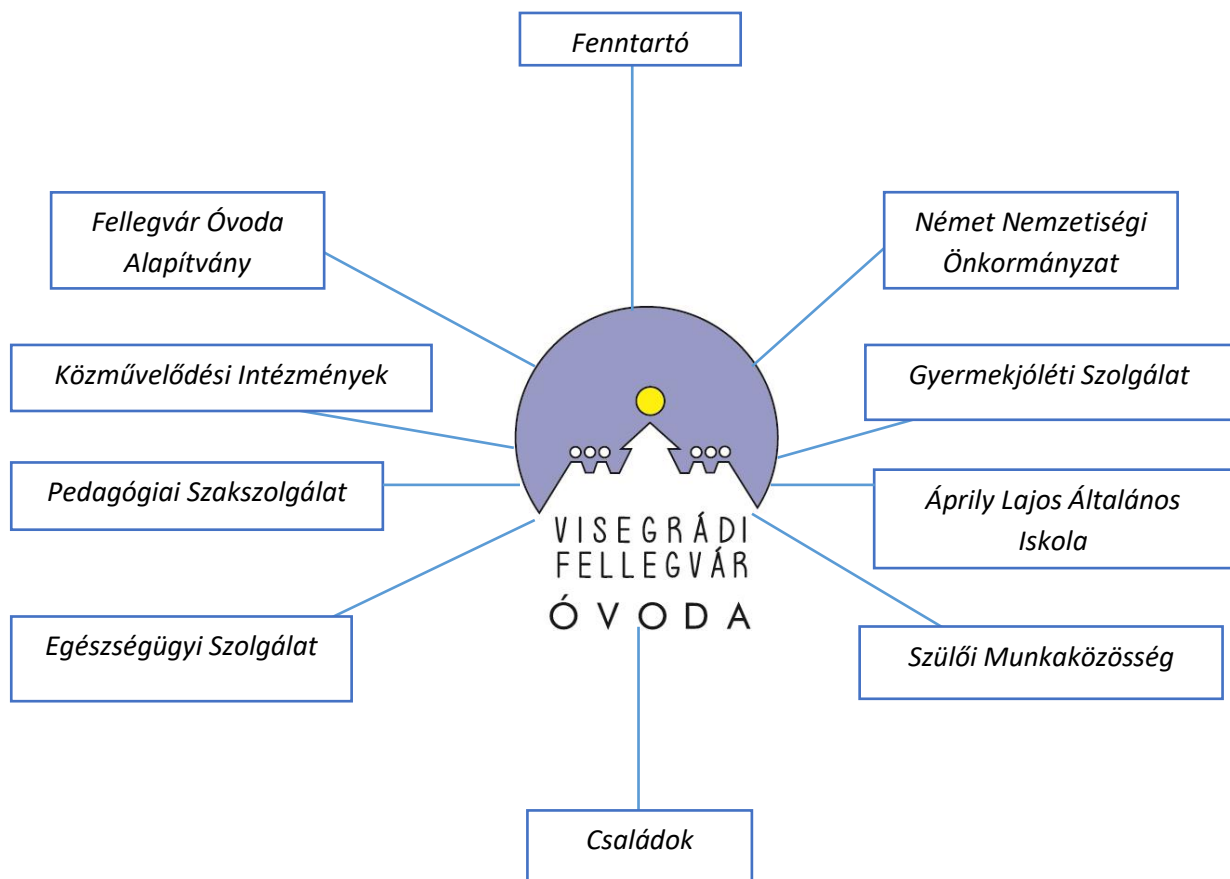 Fenntartó
Fellegvár Óvoda
Alapítvány
Német Nemzetiségi
Önkormányzat
Közművelődési Intézmények
Gyermekjóléti Szolgálat
Pedagógiai Szakszolgálat
Áprily Lajos Általános
Iskola
VISEGRÁDI
FELLEGVÁR
ÓVODA
Egészségügyi Szolgálat
Szülői Munkaközösség
Családok